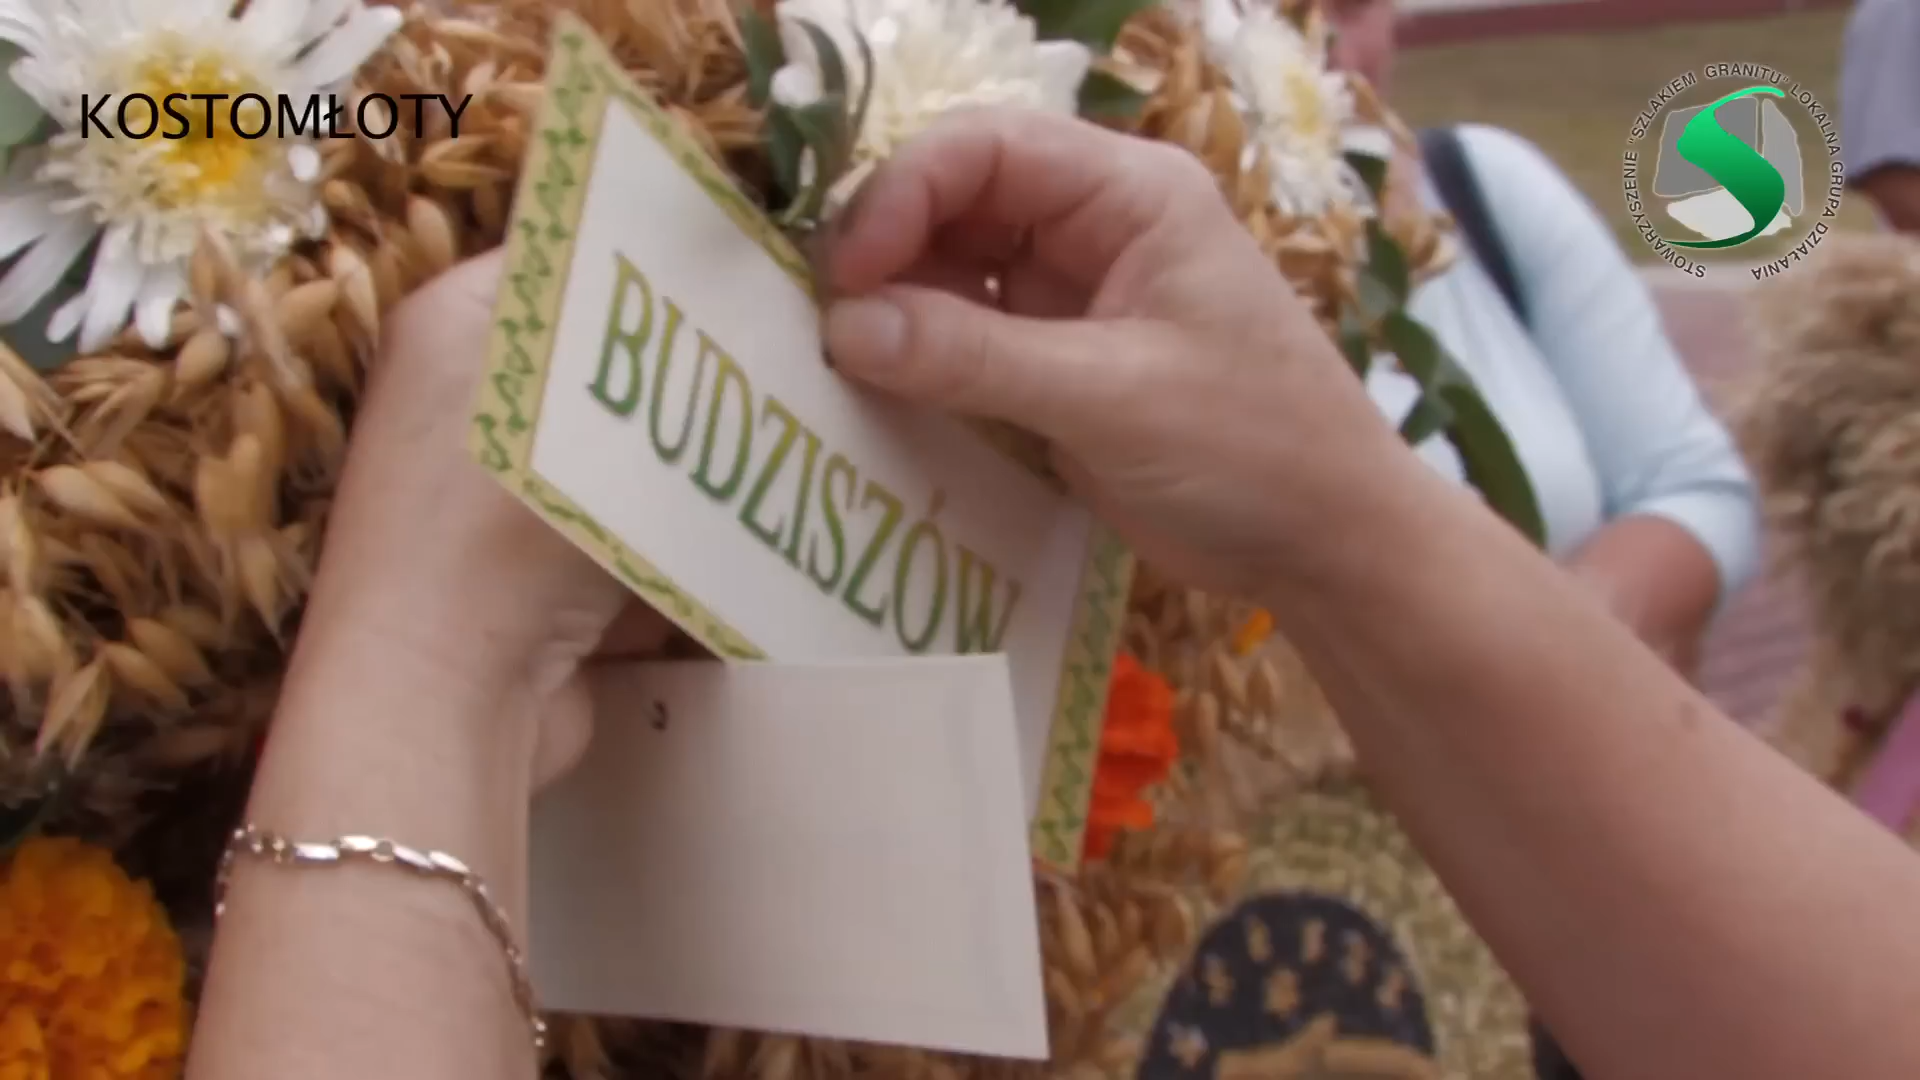 KOSTOMŁOTY
STOWARZYSZENIE "SZLAKIEM GRANITU" LOKALNA GRUPA DZIAŁANIA
BUDZISZÓW